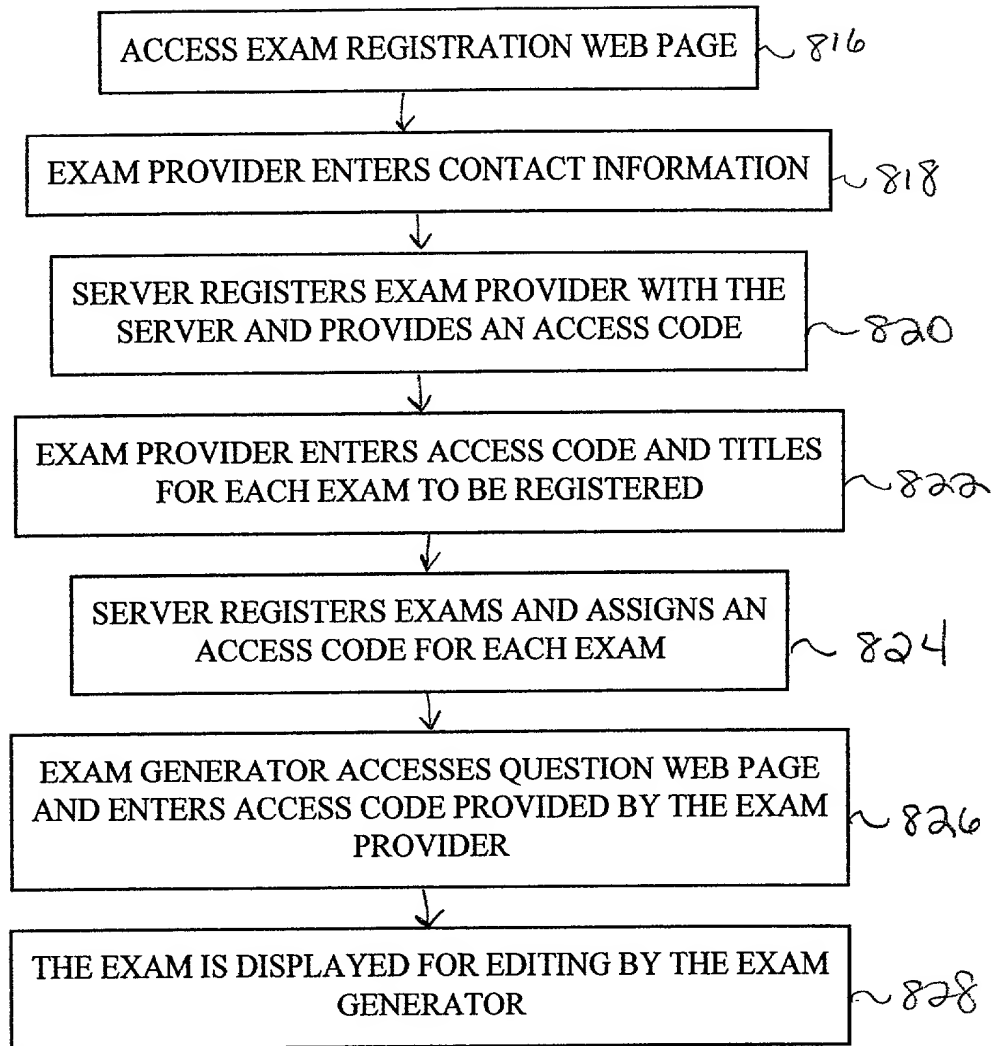 ACCESS EXAM REGISTRATION WEB PAGE 816
EXAM PROVIDER ENTERS CONTACT INFORMATION 818
SERVER REGISTERS EXAM PROVIDER WITH THE
SERVER AND PROVIDES AN ACCESS CODE 820
EXAM PROVIDER ENTERS ACCESS CODE AND TITLES
FOR EACH EXAM TO BE REGISTERED 822
SERVER REGISTERS EXAMS AND ASSIGNS AN
ACCESS CODE FOR EACH EXAM 824
EXAM GENERATOR ACCESSES QUESTION WEB PAGE
AND ENTERS ACCESS CODE PROVIDED BY THE EXAM 826
PROVIDER
THE EXAM IS DISPLAYED FOR EDITING BY THE EXAM
GENERATOR 828